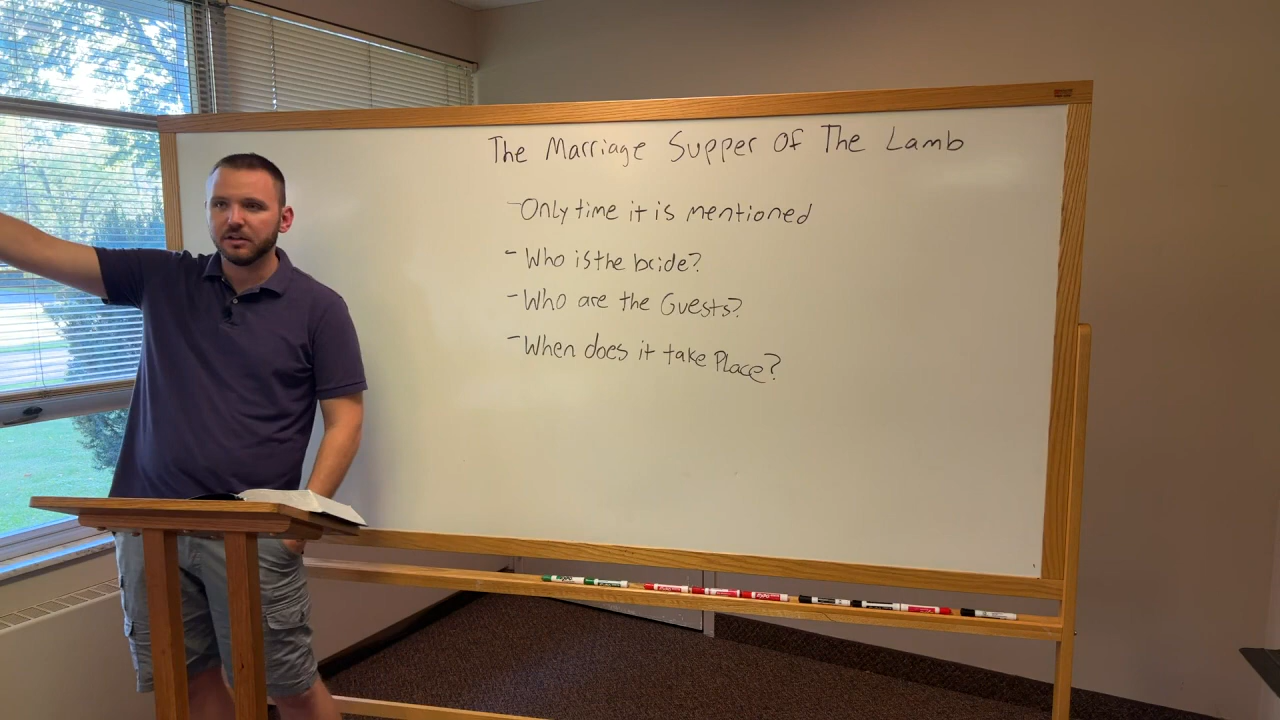 The Marriage Supper Of The Lamb
- Only time it is mentioned
- Who is the bride?
- Who are the Guests?
- When does it take Place?